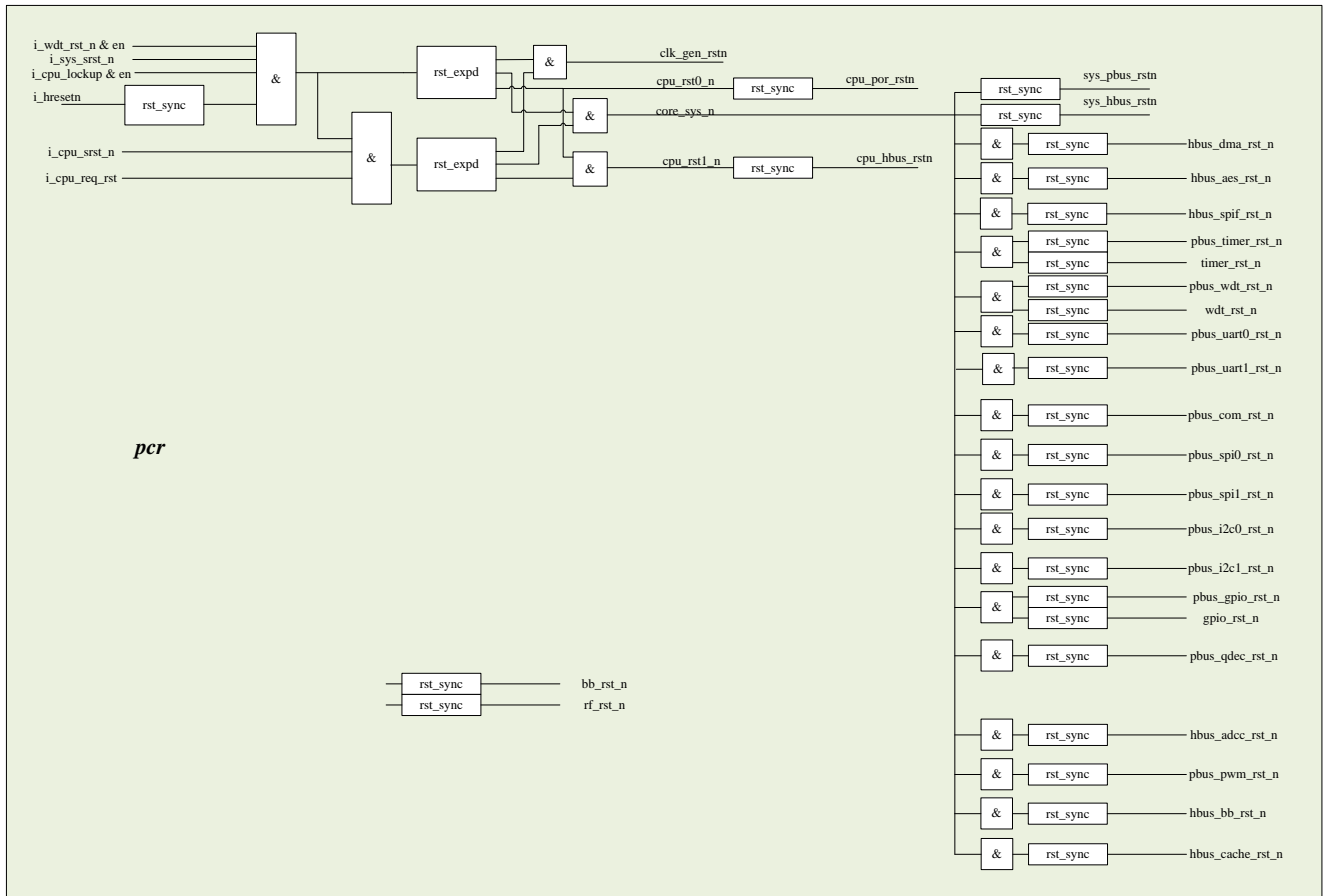 i_wdt_rst_n & en
i_sys_srst_n
i_cpu_lockup & en
i_hresetn
rst_sync
&
i_cpu_srst_n
i_cpu_req_rst
&
rst_expd
rst_expd
&
&
&
clk_gen_rstn
cpu_rst0_n
rst_sync
cpu_por_rstn
core_sys_n
cpu_rst1_n
rst_sync
cpu_hbus_rstn
rst_sync
sys_pbus_rstn
rst_sync
sys_hbus_rstn
&
rst_sync
hbus_dma_rst_n
&
rst_sync
hbus_aes_rst_n
&
rst_sync
hbus_spif_rst_n
&
rst_sync
pbus_timer_rst_n
rst_sync
timer_rst_n
&
rst_sync
pbus_wdt_rst_n
rst_sync
wdt_rst_n
&
rst_sync
pbus_uart0_rst_n
&
rst_sync
pbus_uart1_rst_n
&
rst_sync
pbus_com_rst_n
&
rst_sync
pbus_spi0_rst_n
&
rst_sync
pbus_spi1_rst_n
&
rst_sync
pbus_i2c0_rst_n
&
rst_sync
pbus_i2c1_rst_n
&
rst_sync
pbus_gpio_rst_n
rst_sync
gpio_rst_n
&
rst_sync
pbus_qdec_rst_n
&
rst_sync
hbus_adcc_rst_n
&
rst_sync
pbus_pwm_rst_n
&
rst_sync
hbus_bb_rst_n
&
rst_sync
hbus_cache_rst_n
pcr
rst_sync
bb_rst_n
rst_sync
rf_rst_n